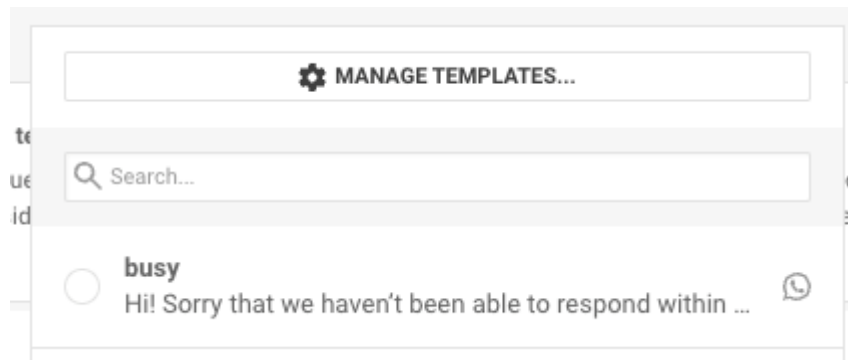 MANAGE TEMPLATES...
Search...
busy
Hi! Sorry that we haven’t been able to respond within ...